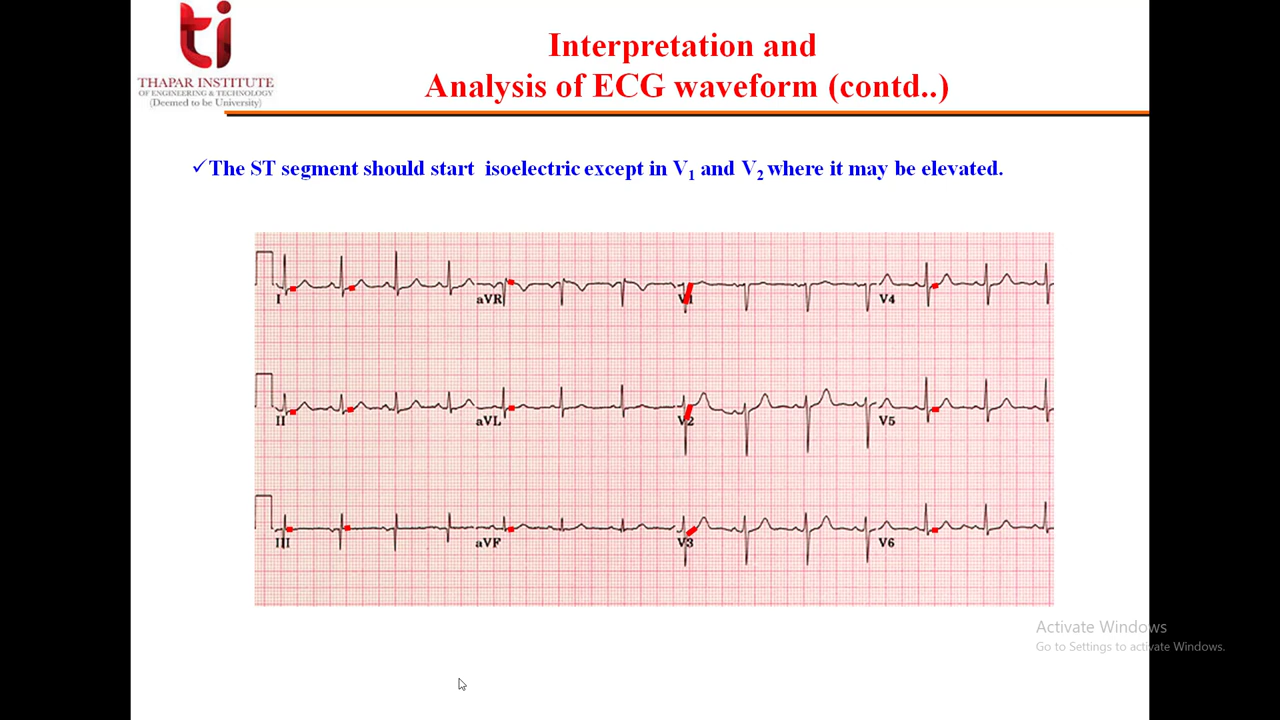 ti
THAPAR INSTITUTE
OF ENGINEERING & TECHNOLOGY
(Deemed to be University)
Interpretation and
Analysis of ECG waveform (contd..)
✓The ST segment should start isoelectric except in V1 and V2 where it may be elevated.
I aVR V1 V4
II aVL V2 V5
III aVF V3 V6
Activate Windows
Go to Settings to activate Windows.